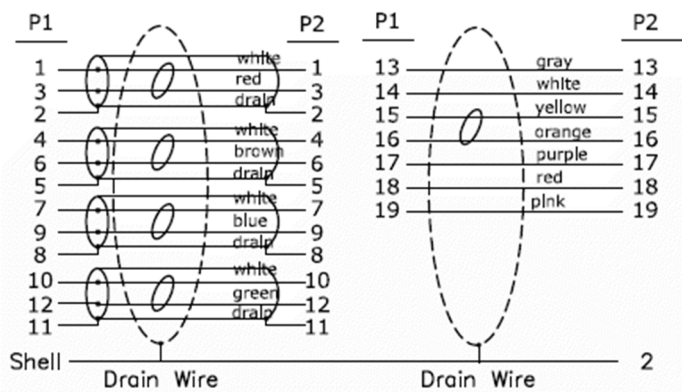 P1 P2 P1 P2
white
1 1 gray
13 13
red
3 3 white
14 14
drain
2 2 yellow
15 15
white
4 4 orange
16 16
brown
6 6 purple
17 17
drain
5 5 red
18 18
white
7 7 pink
19 19
blue
9 9
drain
8 8
white
10 10
green
12 12
drain
11 11
Shell 2
Drain Wire Drain Wire